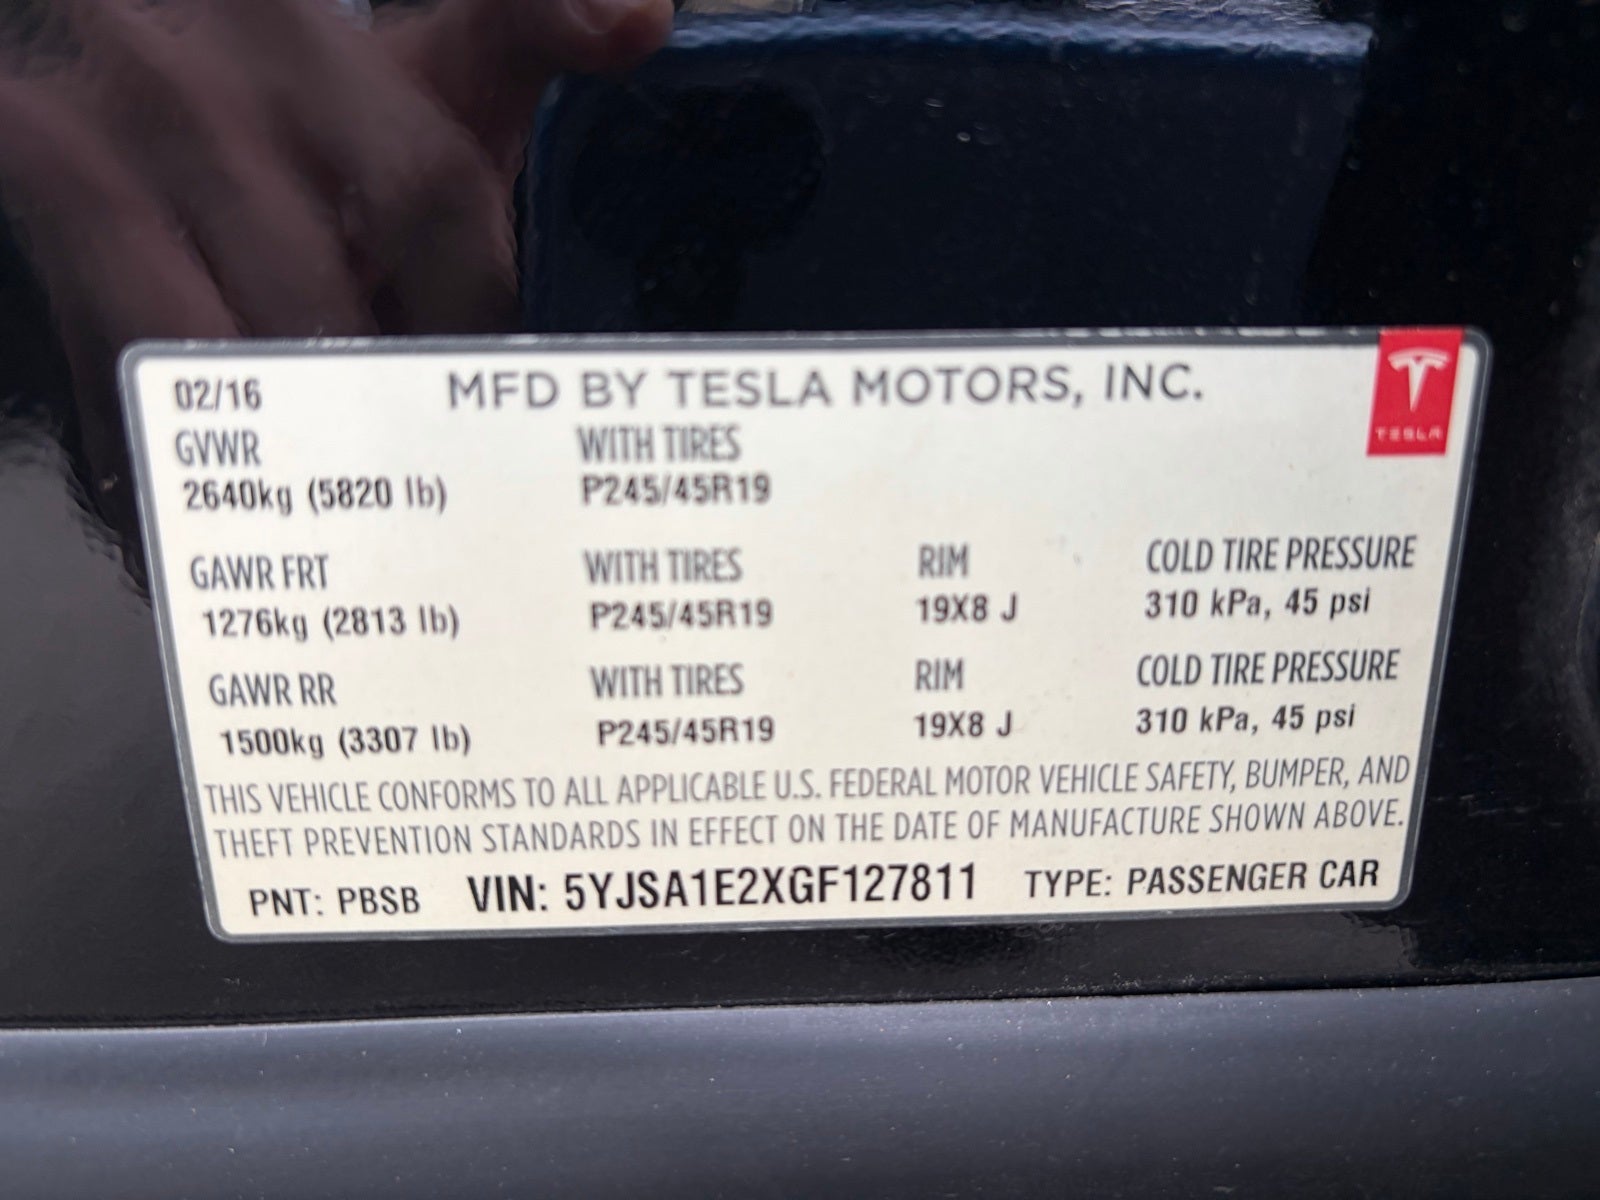 02/16 MFD BY TESLA MOTORS, INC.
TESLA
GVWR WITH TIRES
2640kg (5820 lb) P245/45R19
GAWR FRT WITH TIRES RIM COLD TIRE PRESSURE
1276kg (2813 lb) P245/45R19 19X8 J 310 kPa, 45 psi
GAWR RR WITH TIRES RIM COLD TIRE PRESSURE
1500kg (3307 lb) P245/45R19 19X8 J 310 kPa, 45 psi
THIS VEHICLE CONFORMS TO ALL APPLICABLE U.S. FEDERAL MOTOR VEHICLE SAFETY, BUMPER, AND
THEFT PREVENTION STANDARDS IN EFFECT ON THE DATE OF MANUFACTURE SHOWN ABOVE.
PNT: PBSB VIN: 5YJSA1E2XGF127811 TYPE: PASSENGER CAR